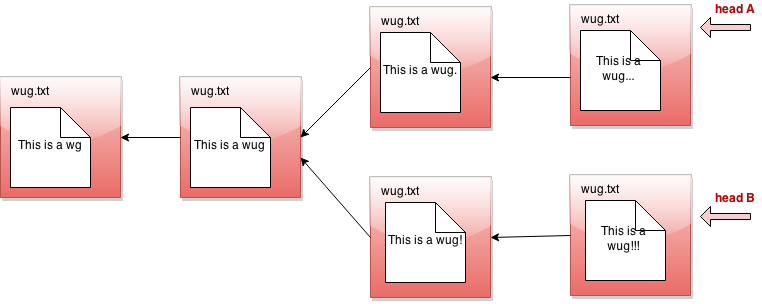 wug.txt
This is a wg
wug.txt
This is a wug
wug.txt
This is a wug.
wug.txt
This is a
wug...
head A
wug.txt
This is a wug!
wug.txt
This is a
wug!!!
head B